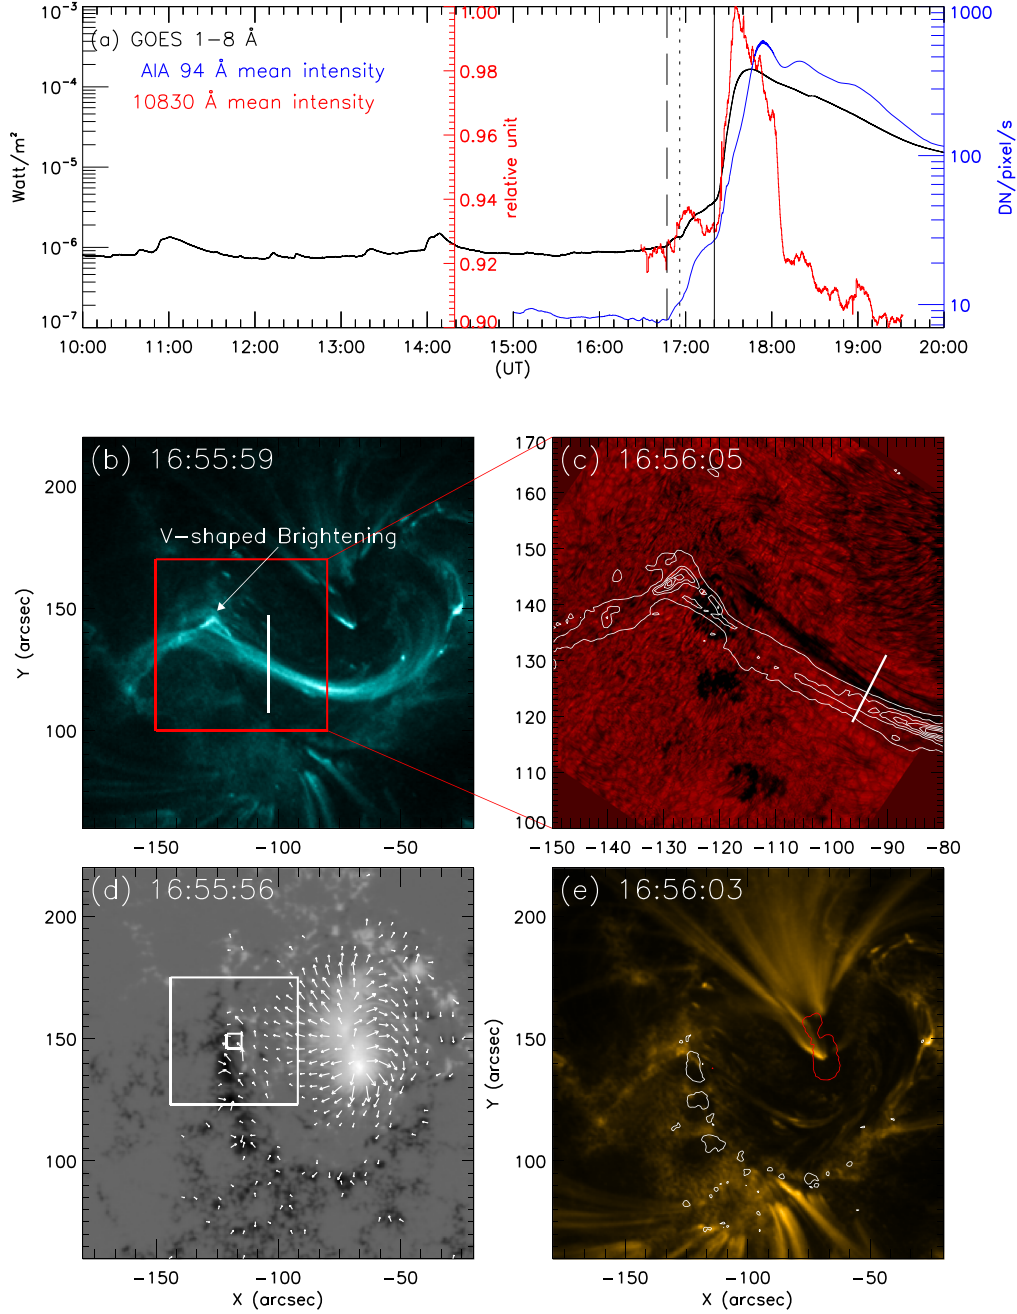 (a) GOES 1−8 Å
AIA 94 Å mean intensity
10830 Å mean intensity
10⁻³
10⁻⁴
10⁻⁵
10⁻⁶
10⁻⁷
Watt/m²
1.00
0.98
0.96
0.94
0.92
0.90
relative unit
1000
100
10
DN/pixel/s
10:00 11:00 12:00 13:00 14:00 15:00 16:00 17:00 18:00 19:00 20:00
(UT)
(b) 16:55:59
V−shaped Brightening
200
150
100
Y (arcsec)
−150 −100 −50
(c) 16:56:05
170
160
150
140
130
120
110
100
−150 −140 −130 −120 −110 −100 −90 −80
(d) 16:55:56
200
150
100
Y (arcsec)
−150 −100 −50
X (arcsec)
(e) 16:56:03
200
150
100
Y (arcsec)
−150 −100 −50
X (arcsec)